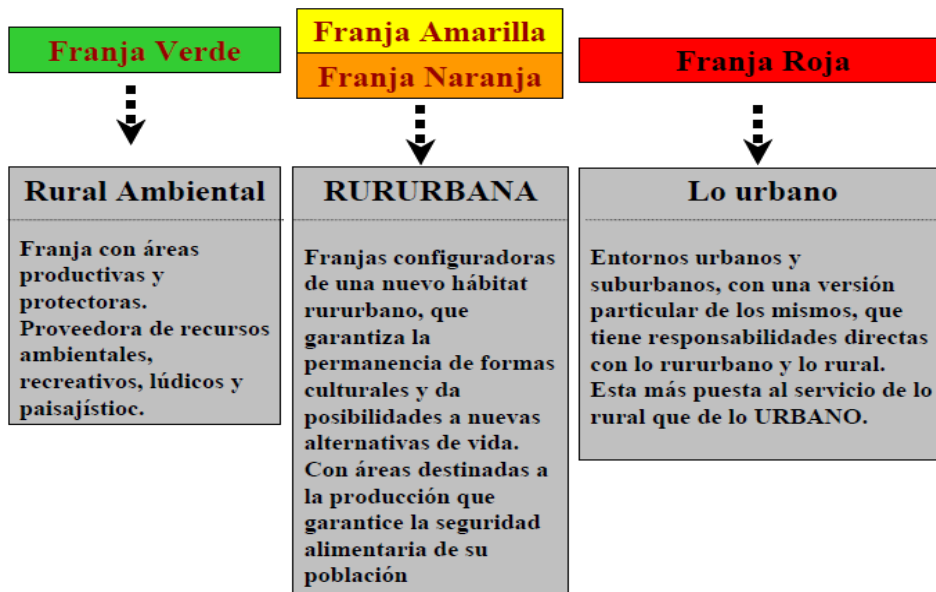 Franja Verde
Franja Amarilla
Franja Naranja
Franja Roja
Rural Ambiental
Franja con áreas
productivas y
protectoras.
Proveedora de recursos
ambientales,
recreativos, lúdicos y
paisajístioc.
RURURBANA
Franjas configuradoras
de una nuevo hábitat
rururbano, que
garantiza la
permanencia de formas
culturales y da
posibilidades a nuevas
alternativas de vida.
Con áreas destinadas a
la producción que
garantice la seguridad
alimentaria de su
población
Lo urbano
Entornos urbanos y
suburbanos, con una versión
particular de los mismos, que
tiene responsabilidades directas
con lo rururbano y lo rural.
Esta más puesta al servicio de lo
rural que de lo URBANO.